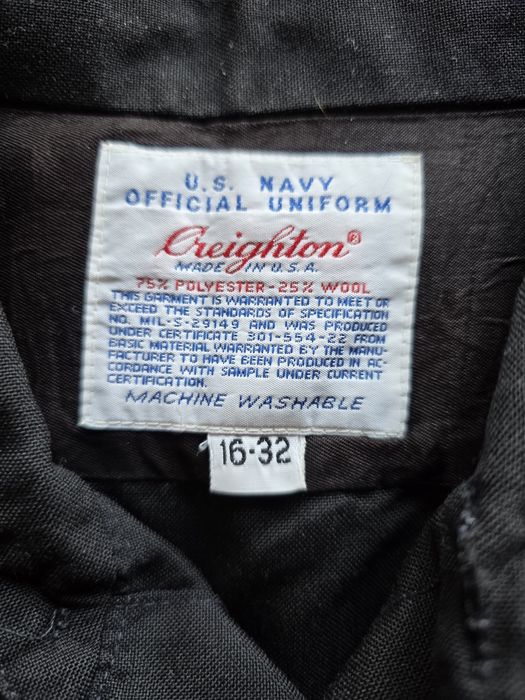 U.S. NAVY
OFFICIAL UNIFORM
Creighton®
MADE IN U.S.A.
75% POLYESTER-25% WOOL
THIS GARMENT IS WARRANTED TO MEET OR
EXCEED THE STANDARDS OF SPECIFICATION
NO. MIL-S-29149 AND WAS PRODUCED
UNDER CERTIFICATE 301-554-22 FROM
BASIC MATERIAL WARRANTED BY THE MANU-
FACTURER TO HAVE BEEN PRODUCED IN AC-
CORDANCE WITH SAMPLE UNDER CURRENT
CERTIFICATION.
MACHINE WASHABLE
16-32